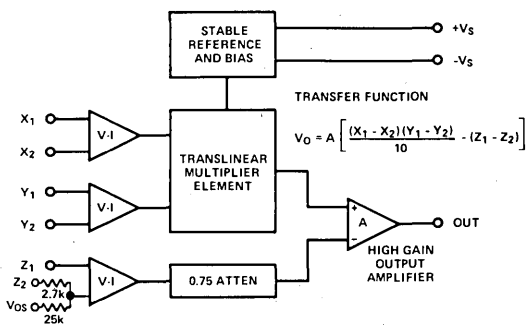 STABLE
REFERENCE
AND BIAS
+VS
-VS
TRANSFER FUNCTION
VO = A [ (X1 - X2)(Y1 - Y2) / 10 - (Z1 - Z2) ]
X1
X2
V-I
TRANSLINEAR
MULTIPLIER
ELEMENT
Y1
Y2
V-I
+
A
-
OUT
HIGH GAIN
OUTPUT
AMPLIFIER
Z1
Z2
2.7k
VOS
25k
V-I
0.75 ATTEN